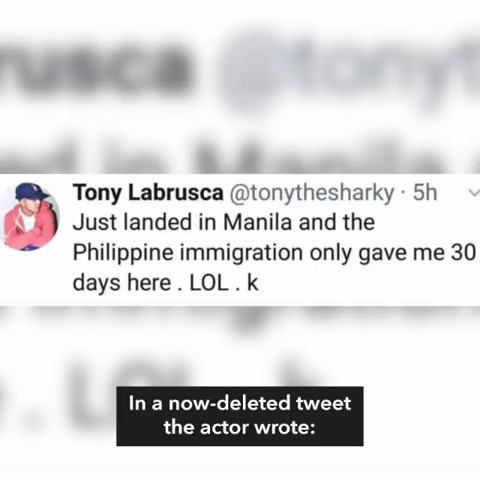 Tony Labrusca @tonythesharky · 5h
Just landed in Manila and the
Philippine immigration only gave me 30
days here . LOL . k
In a now-deleted tweet
the actor wrote: